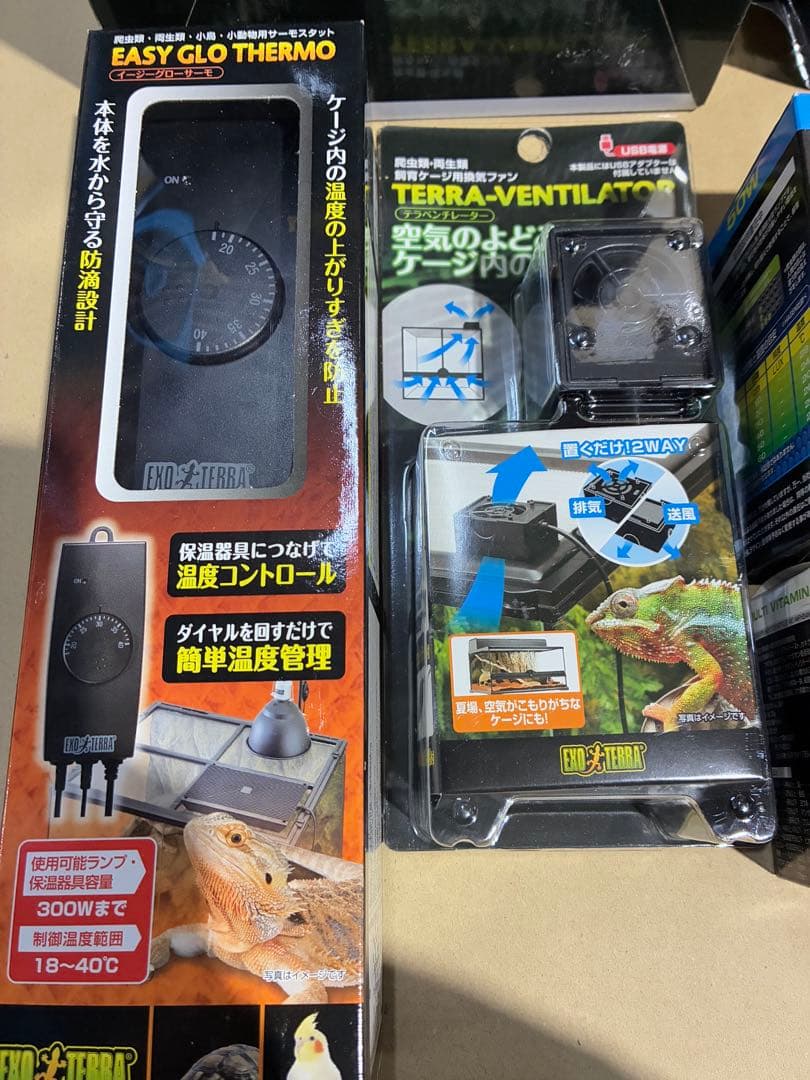 爬虫類・両生類・小鳥・小動物用サーモスタット
EASY GLO THERMO
イージーグローサーモ
ケージ内の温度の上がりすぎを防止
本体を水から守る防滴設計
ON
20
25
30
35
40
EXO TERRA
保温器具につなげて
温度コントロール
ダイヤルを回すだけで
簡単温度管理
ON
20
25
30
35
40
EXO TERRA
使用可能ランプ・
保温器具容量
300Wまで
制御温度範囲
18～40℃
写真はイメージです
EXO TERRA
USB電源
本製品にはUSBアダプターは
付属していません
爬虫類・両生類
飼育ケージ用換気ファン
TERRA-VENTILATOR
テラベンチレーター
空気のよど
ケージ内の
置くだけ!2WAY
排気
送風
夏場、空気がこもりがちな
ケージにも!
写真はイメージです
EXO TERRA
50W
MULTI VITAMIN